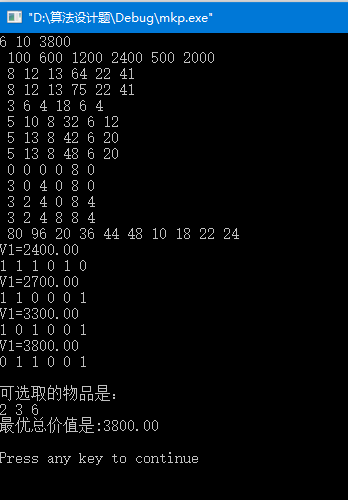 "D:\算法设计题\Debug\mkp.exe"
6 10 3800
100 600 1200 2400 500 2000
8 12 13 64 22 41
8 12 13 75 22 41
3 6 4 18 6 4
5 10 8 32 6 12
5 13 8 42 6 20
5 13 8 48 6 20
0 0 0 0 8 0
3 0 4 0 8 0
3 2 4 0 8 4
3 2 4 8 8 4
80 96 20 36 44 48 10 18 22 24
V1=2400.00
1 1 1 0 1 0
V1=2700.00
1 1 0 0 0 1
V1=3300.00
1 0 1 0 0 1
V1=3800.00
0 1 1 0 0 1
可选取的物品是:
2 3 6
最优总价值是:3800.00
Press any key to continue